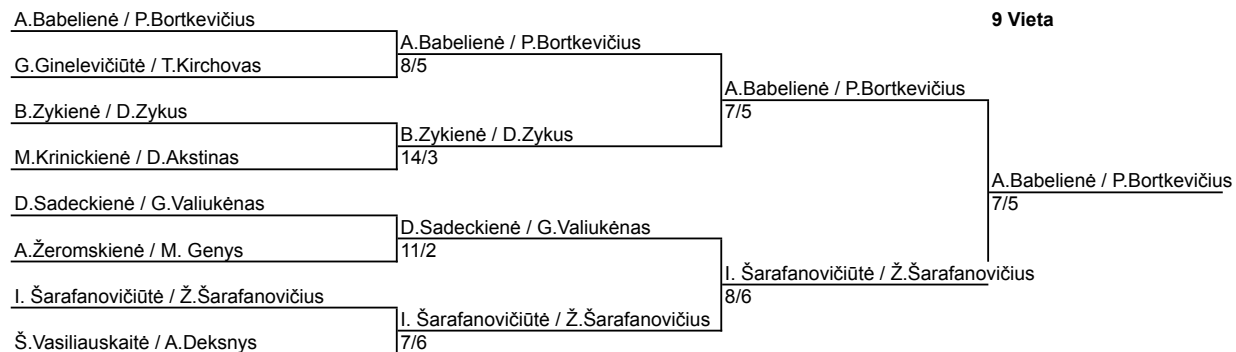 A.Babelienė / P.Bortkevičius
9 Vieta
A.Babelienė / P.Bortkevičius
G.Ginelevičiūtė / T.Kirchovas
8/5
A.Babelienė / P.Bortkevičius
B.Zykienė / D.Zykus
7/5
B.Zykienė / D.Zykus
M.Krinickienė / D.Akstinas
14/3
A.Babelienė / P.Bortkevičius
D.Sadeckienė / G.Valiukėnas
7/5
D.Sadeckienė / G.Valiukėnas
A.Žeromskienė / M. Genys
11/2
I. Šarafanovičiūtė / Ž.Šarafanovičius
I. Šarafanovičiūtė / Ž.Šarafanovičius
8/6
I. Šarafanovičiūtė / Ž.Šarafanovičius
Š.Vasiliauskaitė / A.Deksnys
7/6